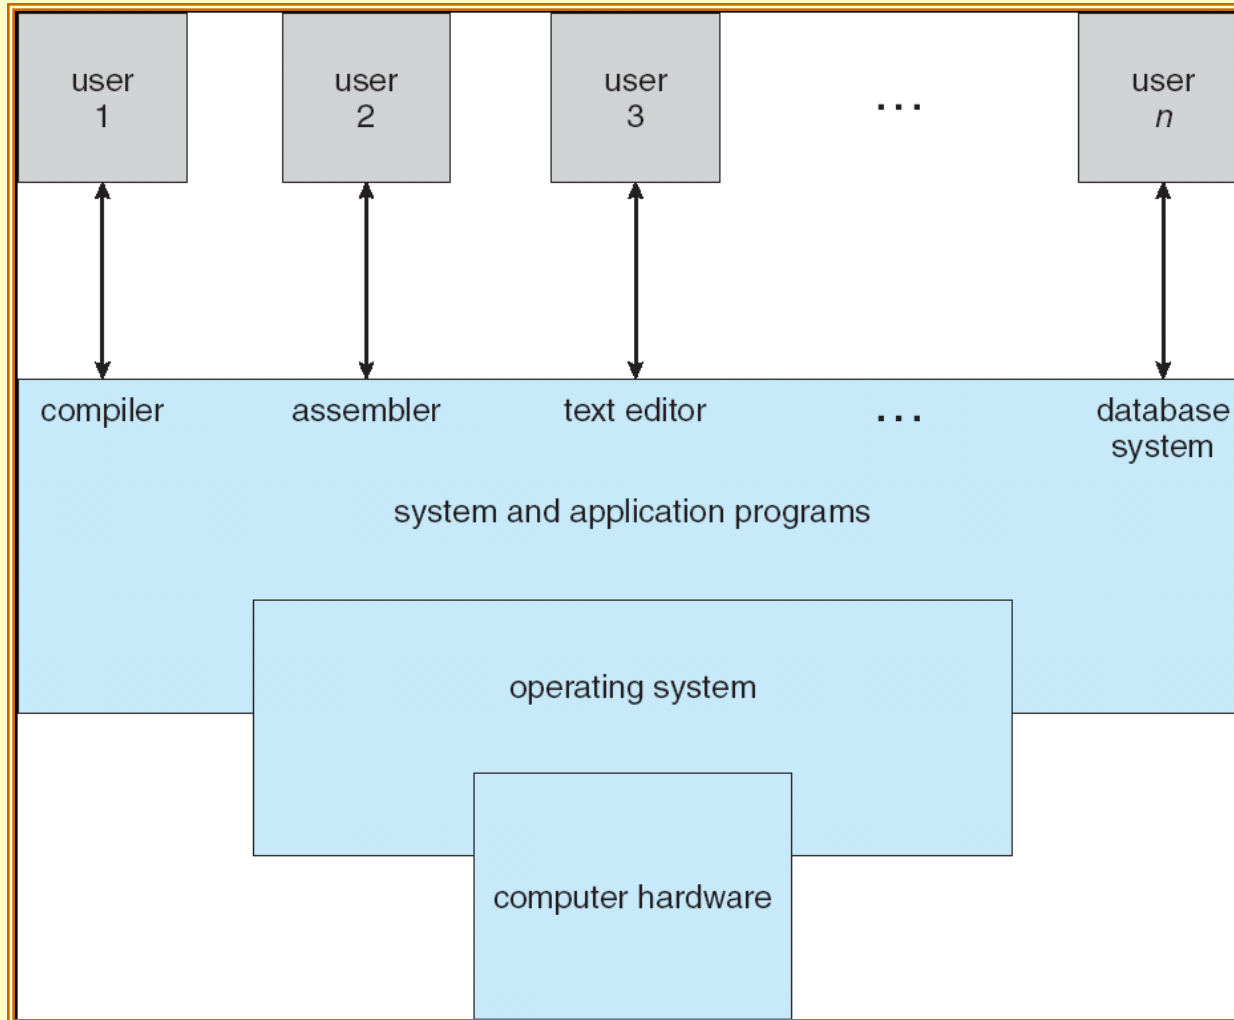 user
1
user
2
user
3
...
user
n
compiler
assembler
text editor
...
database
system
system and application programs
operating system
computer hardware